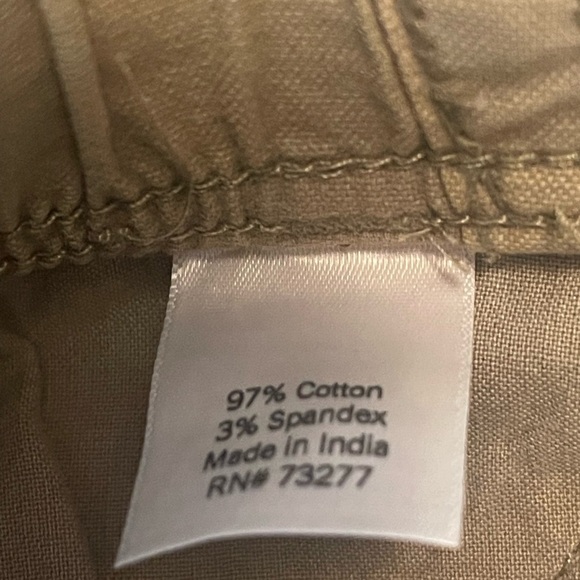 97% Cotton
3% Spandex
Made in India
RN# 73277